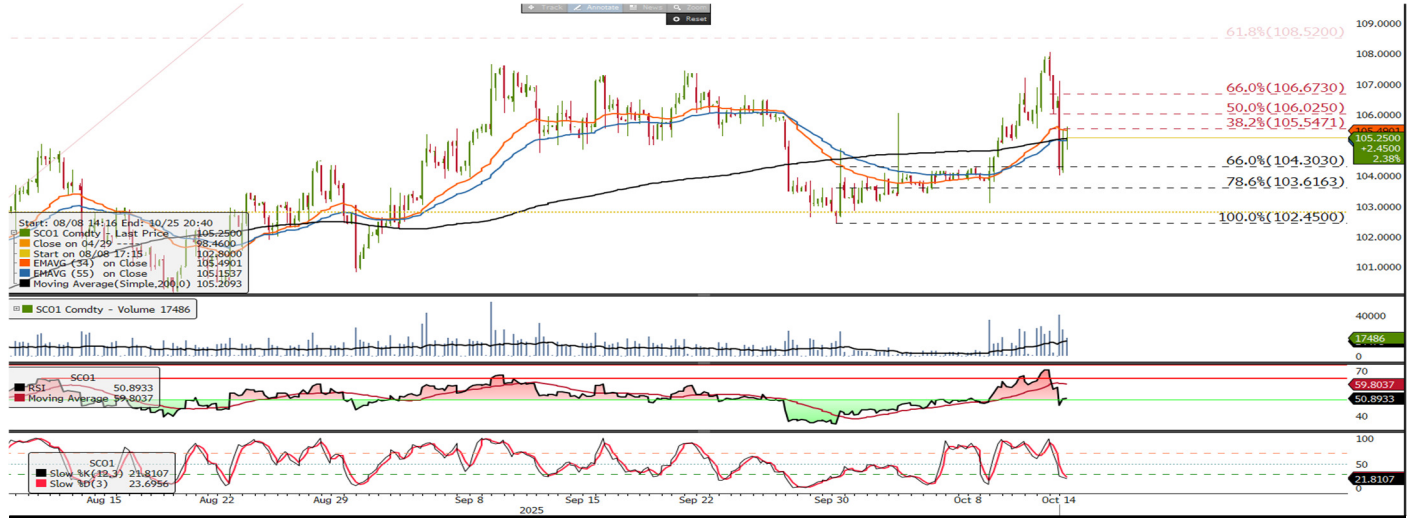 Track Annotate News Zoom
Reset
109.0000
61.8%(108.5200)
108.0000
107.0000
66.0%(106.6730)
50.0%(106.0250)
106.0000
38.2%(105.5471)
105.4901
105.2500
+2.4500
2.38%
66.0%(104.3030)
104.0000
78.6%(103.6163)
103.0000
100.0%(102.4500)
102.0000
101.0000
Start: 08/08 14:16 End: 10/25 20:40
SCO1 Comdty - Last Price 105.2500
Close on 04/29 ---- 98.4600
Start on 08/08 17:15 102.8000
EMAVG (34) on Close 105.4901
EMAVG (55) on Close 105.1537
Moving Average(Simple,200,0) 105.2093
SCO1 Comdty - Volume 17486
40000
17486
0
SCO1
RSI 50.8933
Moving Average 59.8037
70
59.8037
50.8933
40
SCO1
Slow %K(12,3) 21.8107
Slow %D(3) 23.6956
100
50
21.8107
0
Aug 15 Aug 22 Aug 29 Sep 8 Sep 15 Sep 22 Sep 30 Oct 8 Oct 14
2025